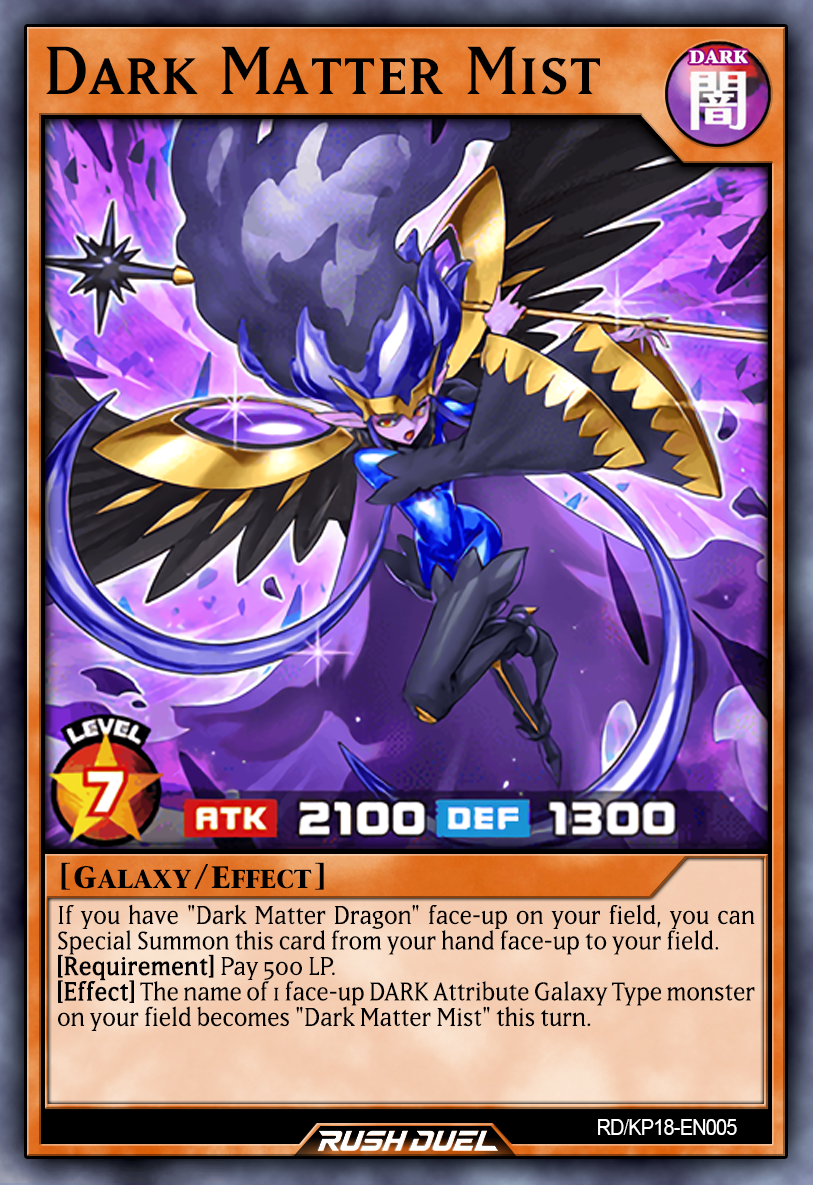 Dark Matter Mist
DARK
闇
LEVEL
7
ATK 2100 DEF 1300
[Galaxy/Effect]
If you have "Dark Matter Dragon" face-up on your field, you can
Special Summon this card from your hand face-up to your field.
[Requirement] Pay 500 LP.
[Effect] The name of 1 face-up DARK Attribute Galaxy Type monster
on your field becomes "Dark Matter Mist" this turn.
RD/KP18-EN005
RUSH DUEL